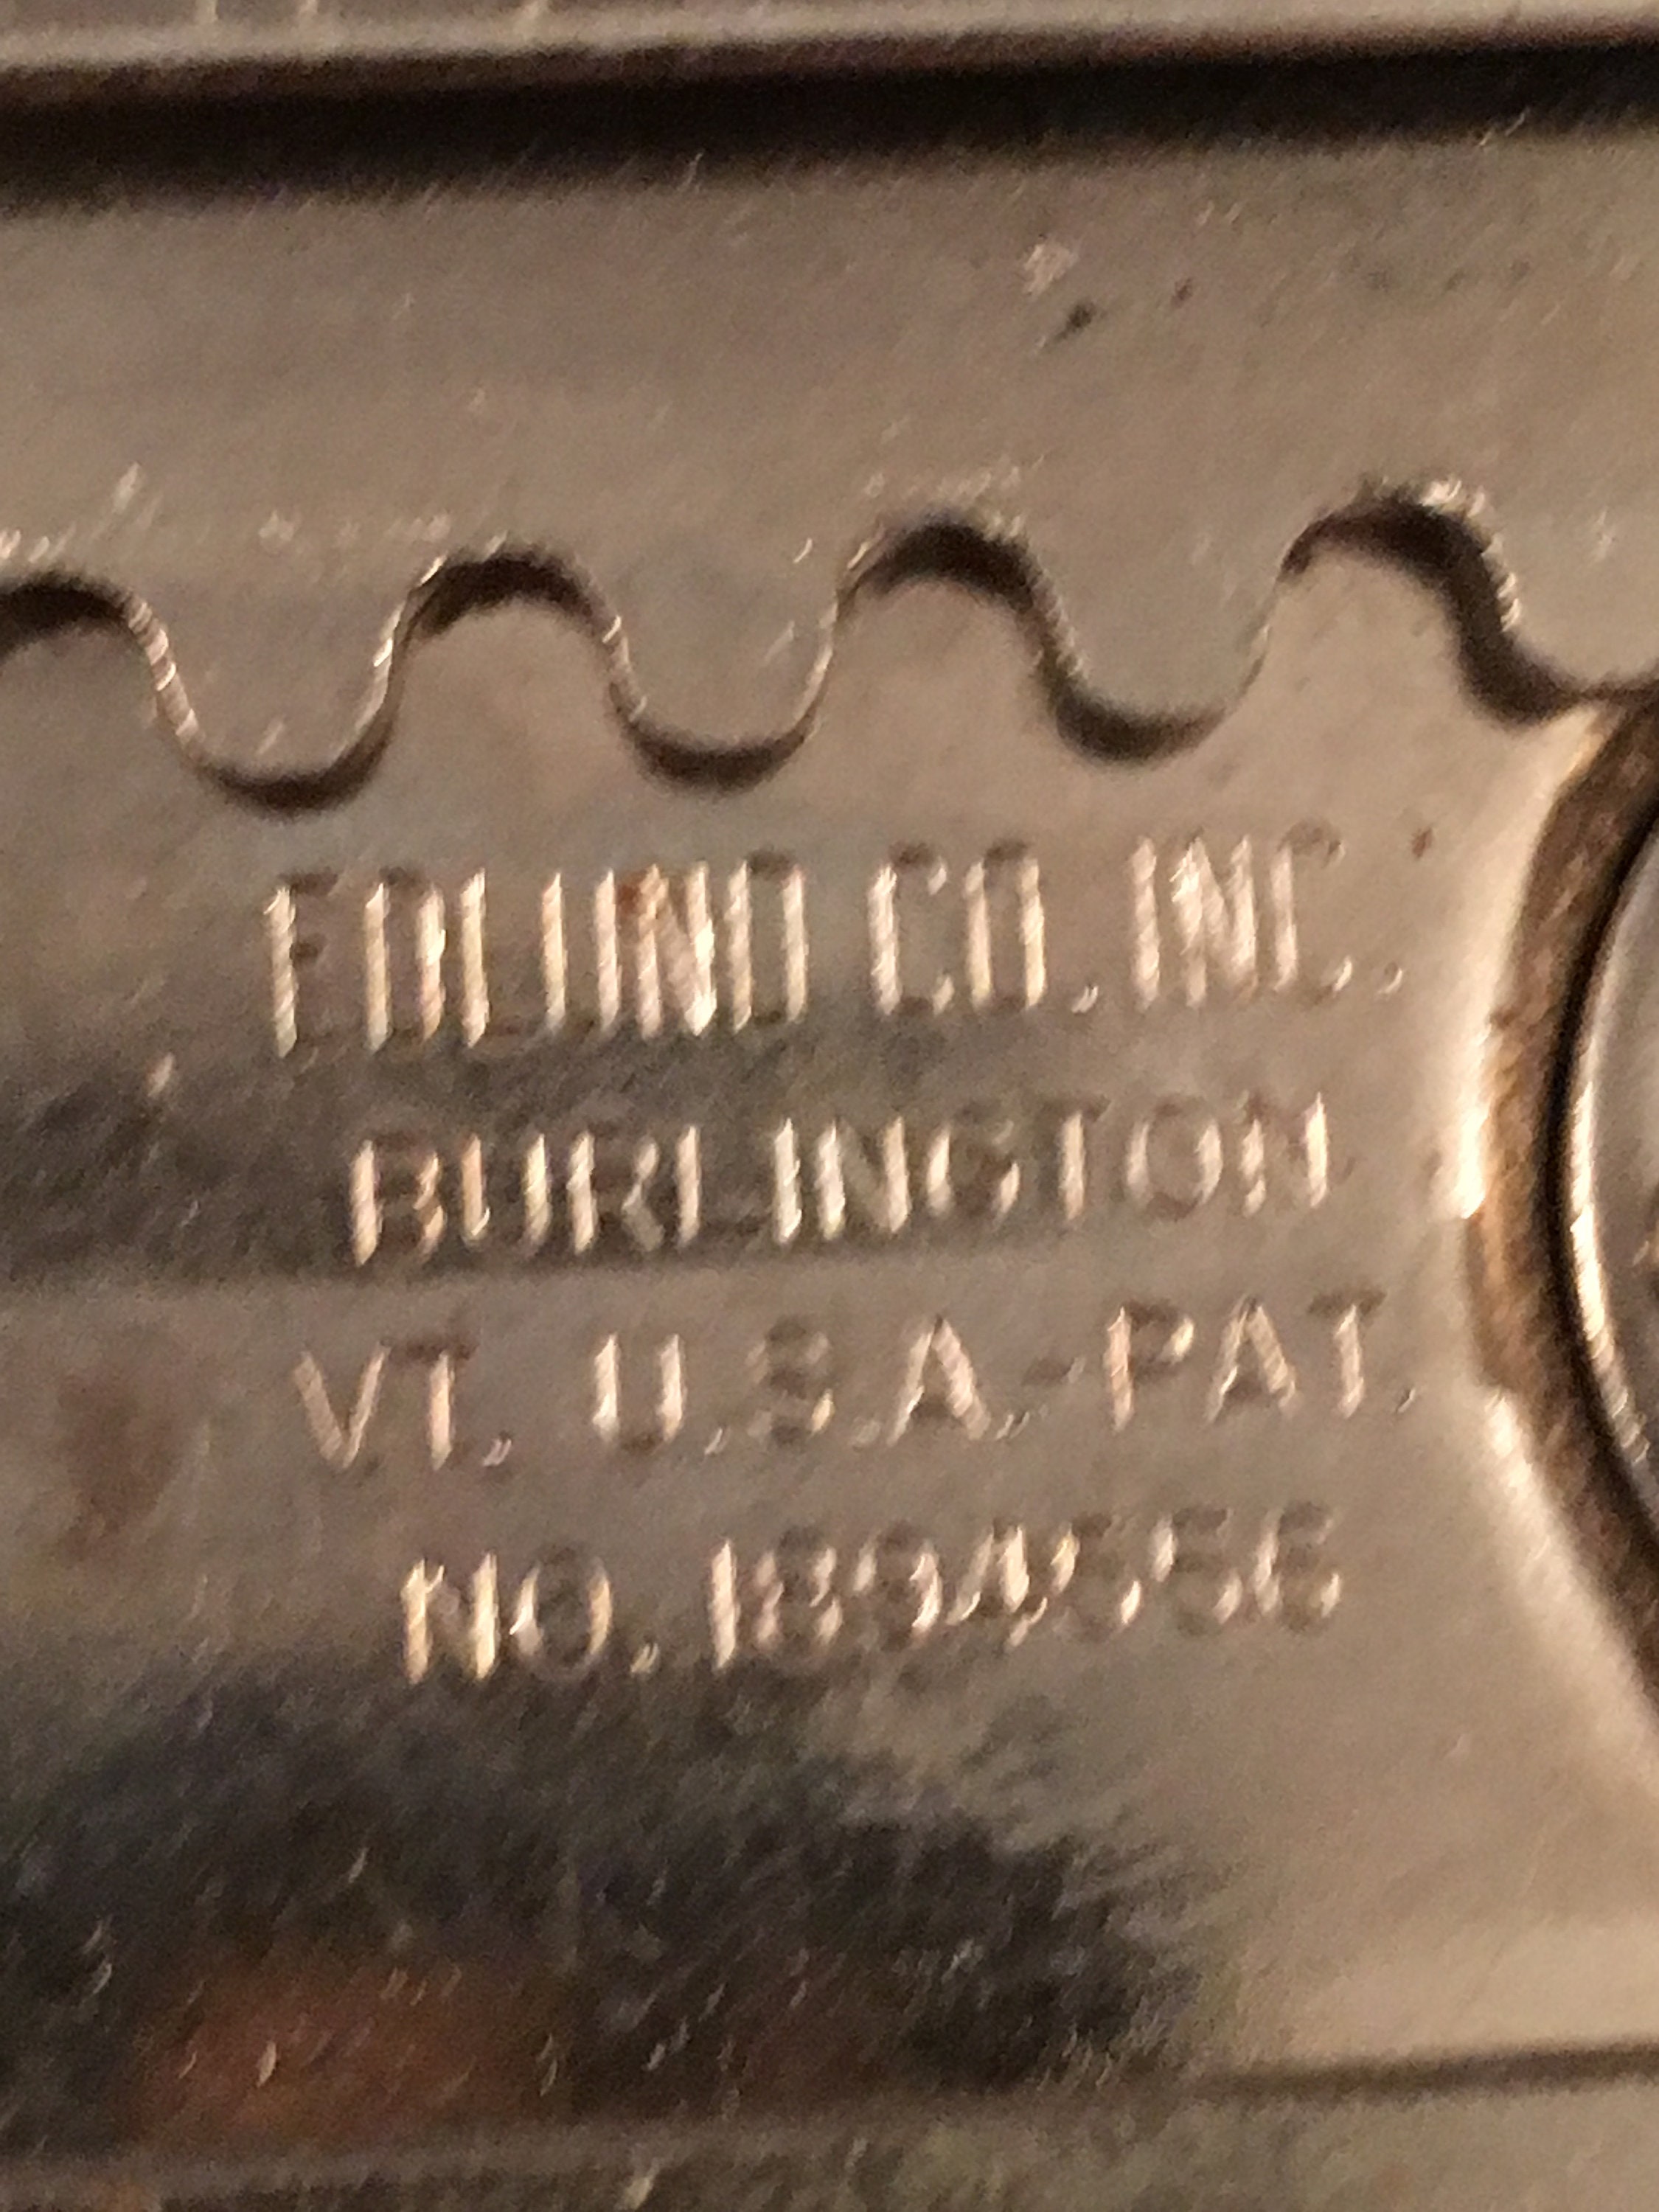 EDLUND CO. INC.
BURLINGTON
VT. U.S.A.-PAT.
NO. 1894556